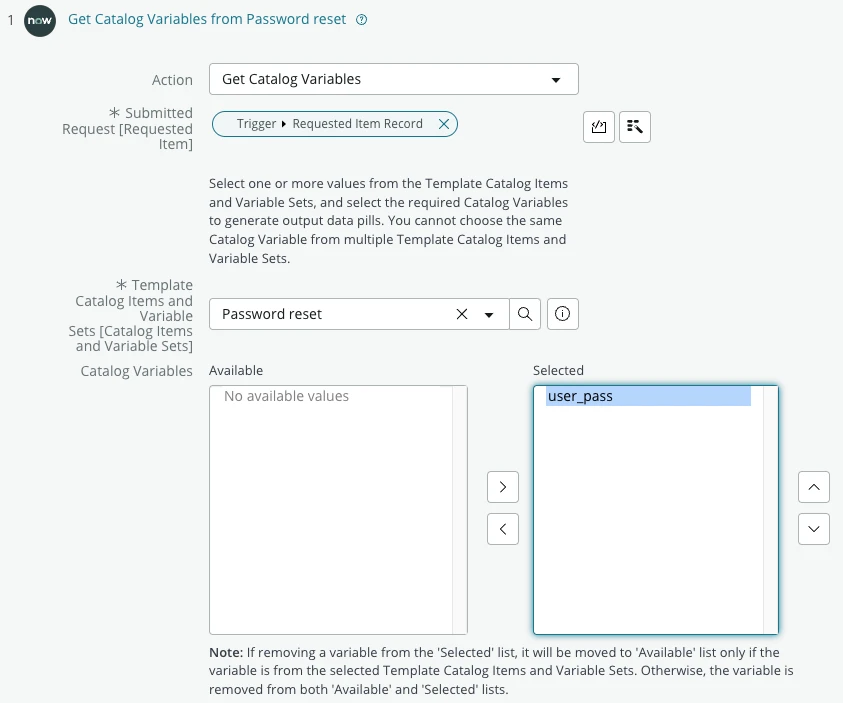 1 now Get Catalog Variables from Password reset
Action Get Catalog Variables
* Submitted
Request [Requested
Item]
Trigger ▸ Requested Item Record
Select one or more values from the Template Catalog Items
and Variable Sets, and select the required Catalog Variables
to generate output data pills. You cannot choose the same
Catalog Variable from multiple Template Catalog Items and
Variable Sets.
* Template
Catalog Items and
Variable
Sets [Catalog Items
and Variable Sets]
Password reset
Catalog Variables
Available
Selected
No available values
user_pass
Note: If removing a variable from the 'Selected' list, it will be moved to 'Available' list only if the
variable is from the selected Template Catalog Items and Variable Sets. Otherwise, the variable is
removed from both 'Available' and 'Selected' lists.